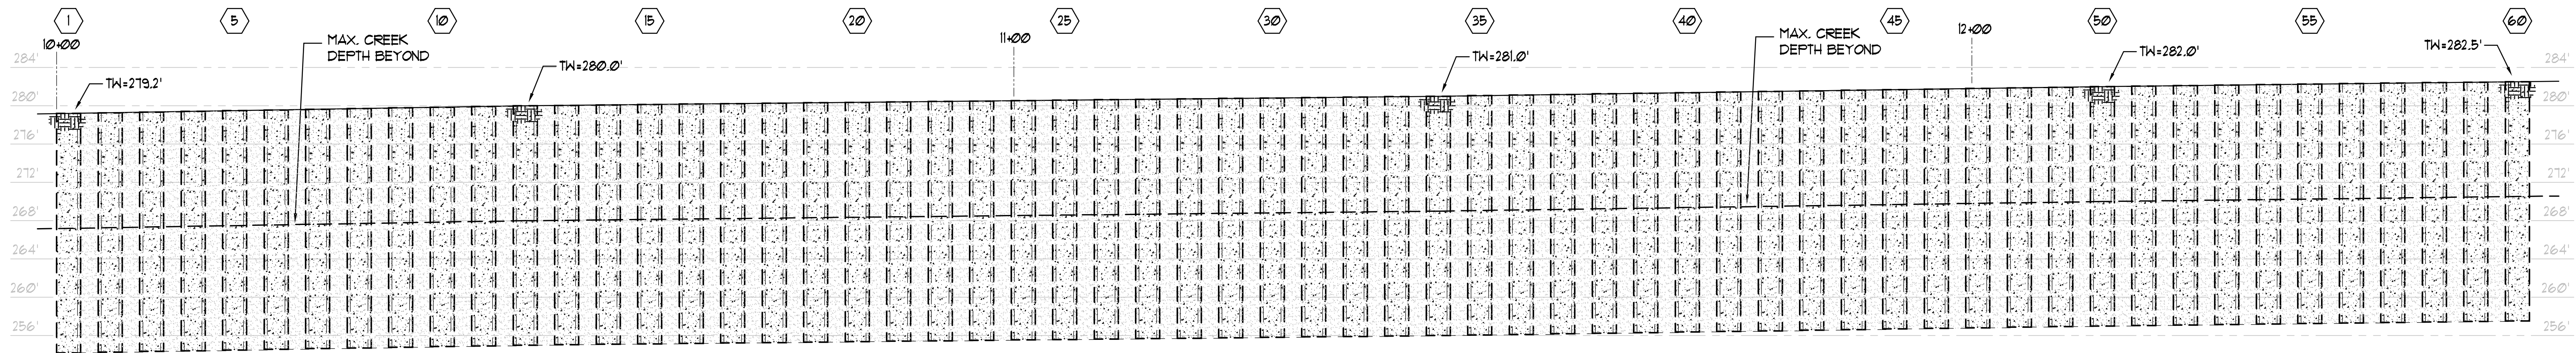 1 5 10 15 20 25 30 35 40 45 50 55 60
10+00
MAX. CREEK
DEPTH BEYOND
11+00
12+00
MAX. CREEK
DEPTH BEYOND
TW=279.2'
TW=280.0'
TW=281.0'
TW=282.0'
TW=282.5'
284' 284'
280' 280'
276' 276'
272' 272'
268' 268'
264' 264'
260' 260'
256' 256'